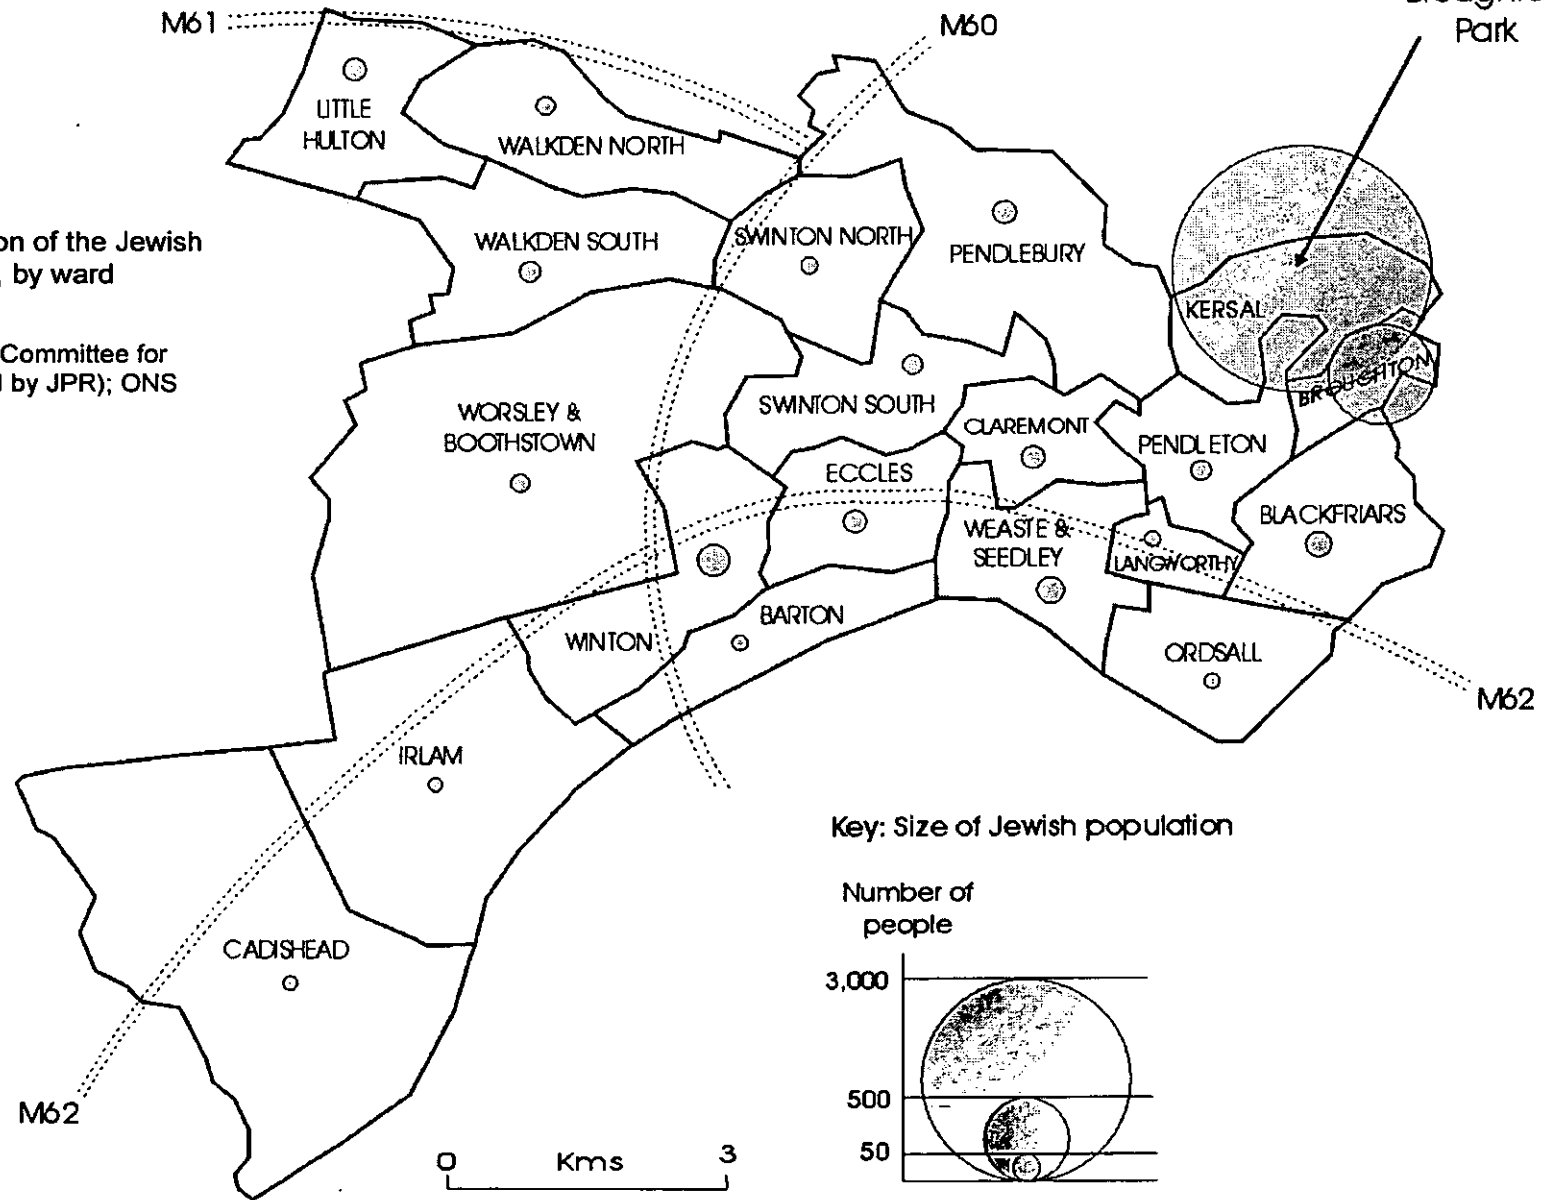 M61
M60
Park
LITTLE
HULTON
WALKDEN NORTH
on of the Jewish
, by ward
WALKDEN SOUTH
SWINTON NORTH
PENDLEBURY
KERSAL
Committee for
by JPR); ONS
BROUGHTON
WORSLEY &
BOOTHSTOWN
SWINTON SOUTH
CLAREMONT
PENDLETON
ECCLES
BLACKFRIARS
WEASTE &
SEEDLEY
LANGWORTHY
BARTON
WINTON
ORDSALL
M62
IRLAM
Key: Size of Jewish population
Number of
people
CADISHEAD
3,000
500
50
M62
0 Kms 3